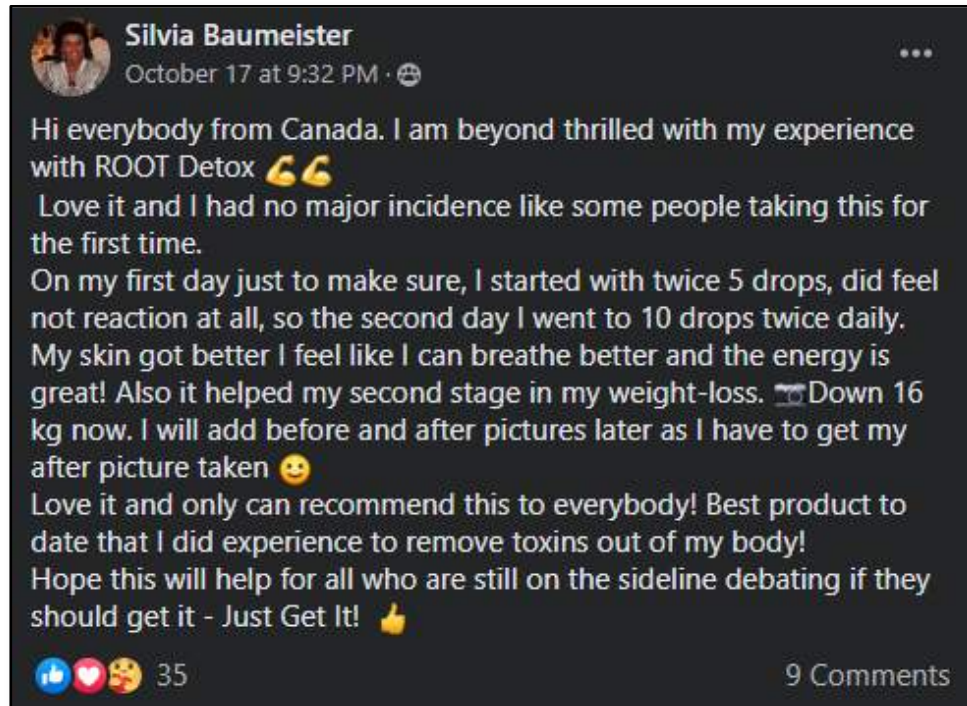 Silvia Baumeister
October 17 at 9:32 PM ·
Hi everybody from Canada. I am beyond thrilled with my experience
with ROOT Detox 💪💪
Love it and I had no major incidence like some people taking this for
the first time.
On my first day just to make sure, I started with twice 5 drops, did feel
not reaction at all, so the second day I went to 10 drops twice daily.
My skin got better I feel like I can breathe better and the energy is
great! Also it helped my second stage in my weight-loss. 📷Down 16
kg now. I will add before and after pictures later as I have to get my
after picture taken 🙂
Love it and only can recommend this to everybody! Best product to
date that I did experience to remove toxins out of my body!
Hope this will help for all who are still on the sideline debating if they
should get it - Just Get It! 👍
35 9 Comments